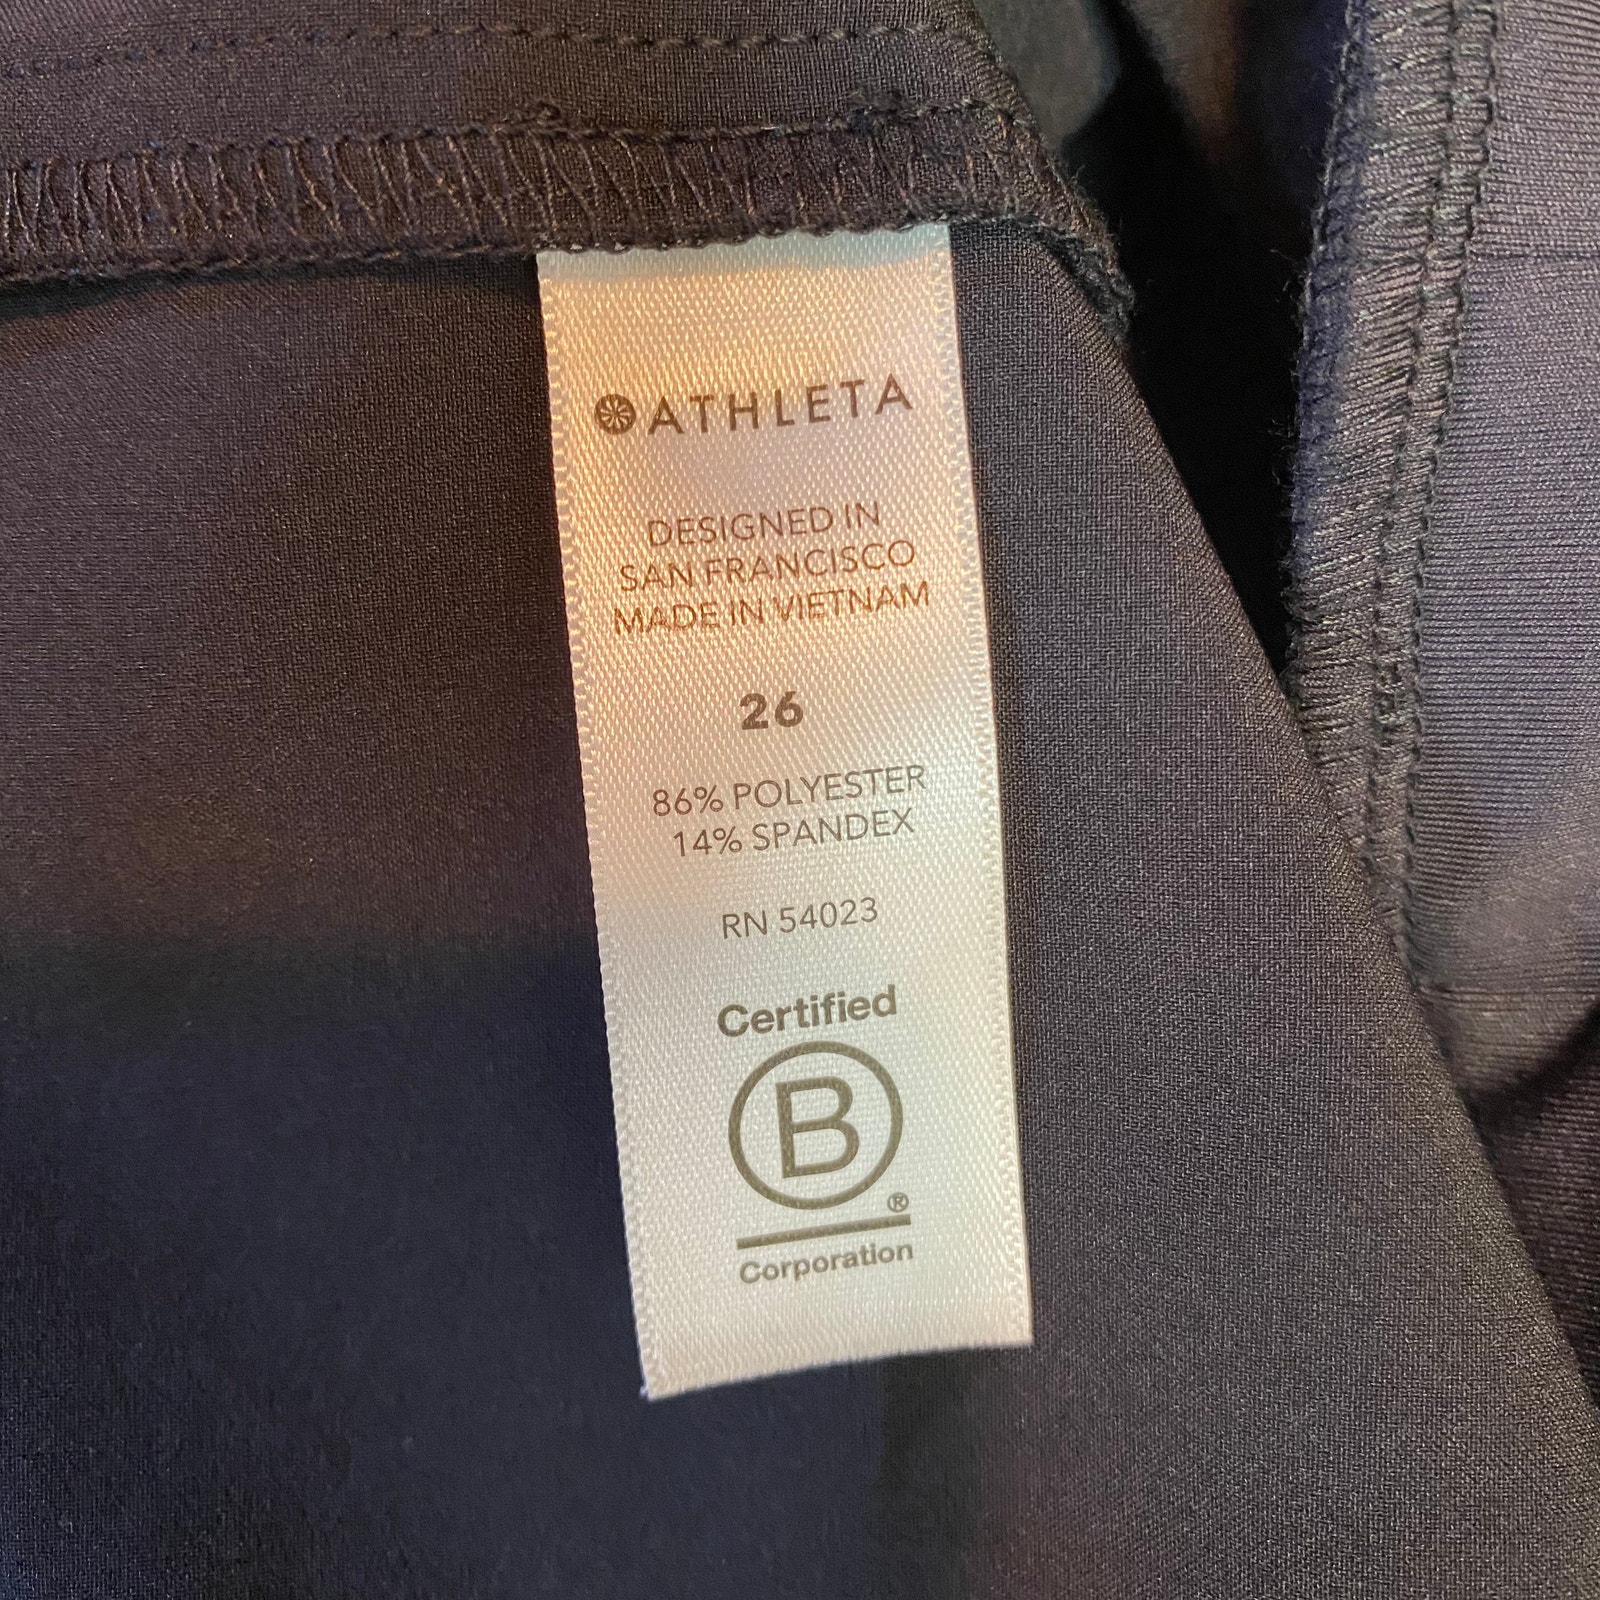 ATHLETA
DESIGNED IN
SAN FRANCISCO
MADE IN VIETNAM
26
86% POLYESTER
14% SPANDEX
RN 54023
Certified
B
®
Corporation